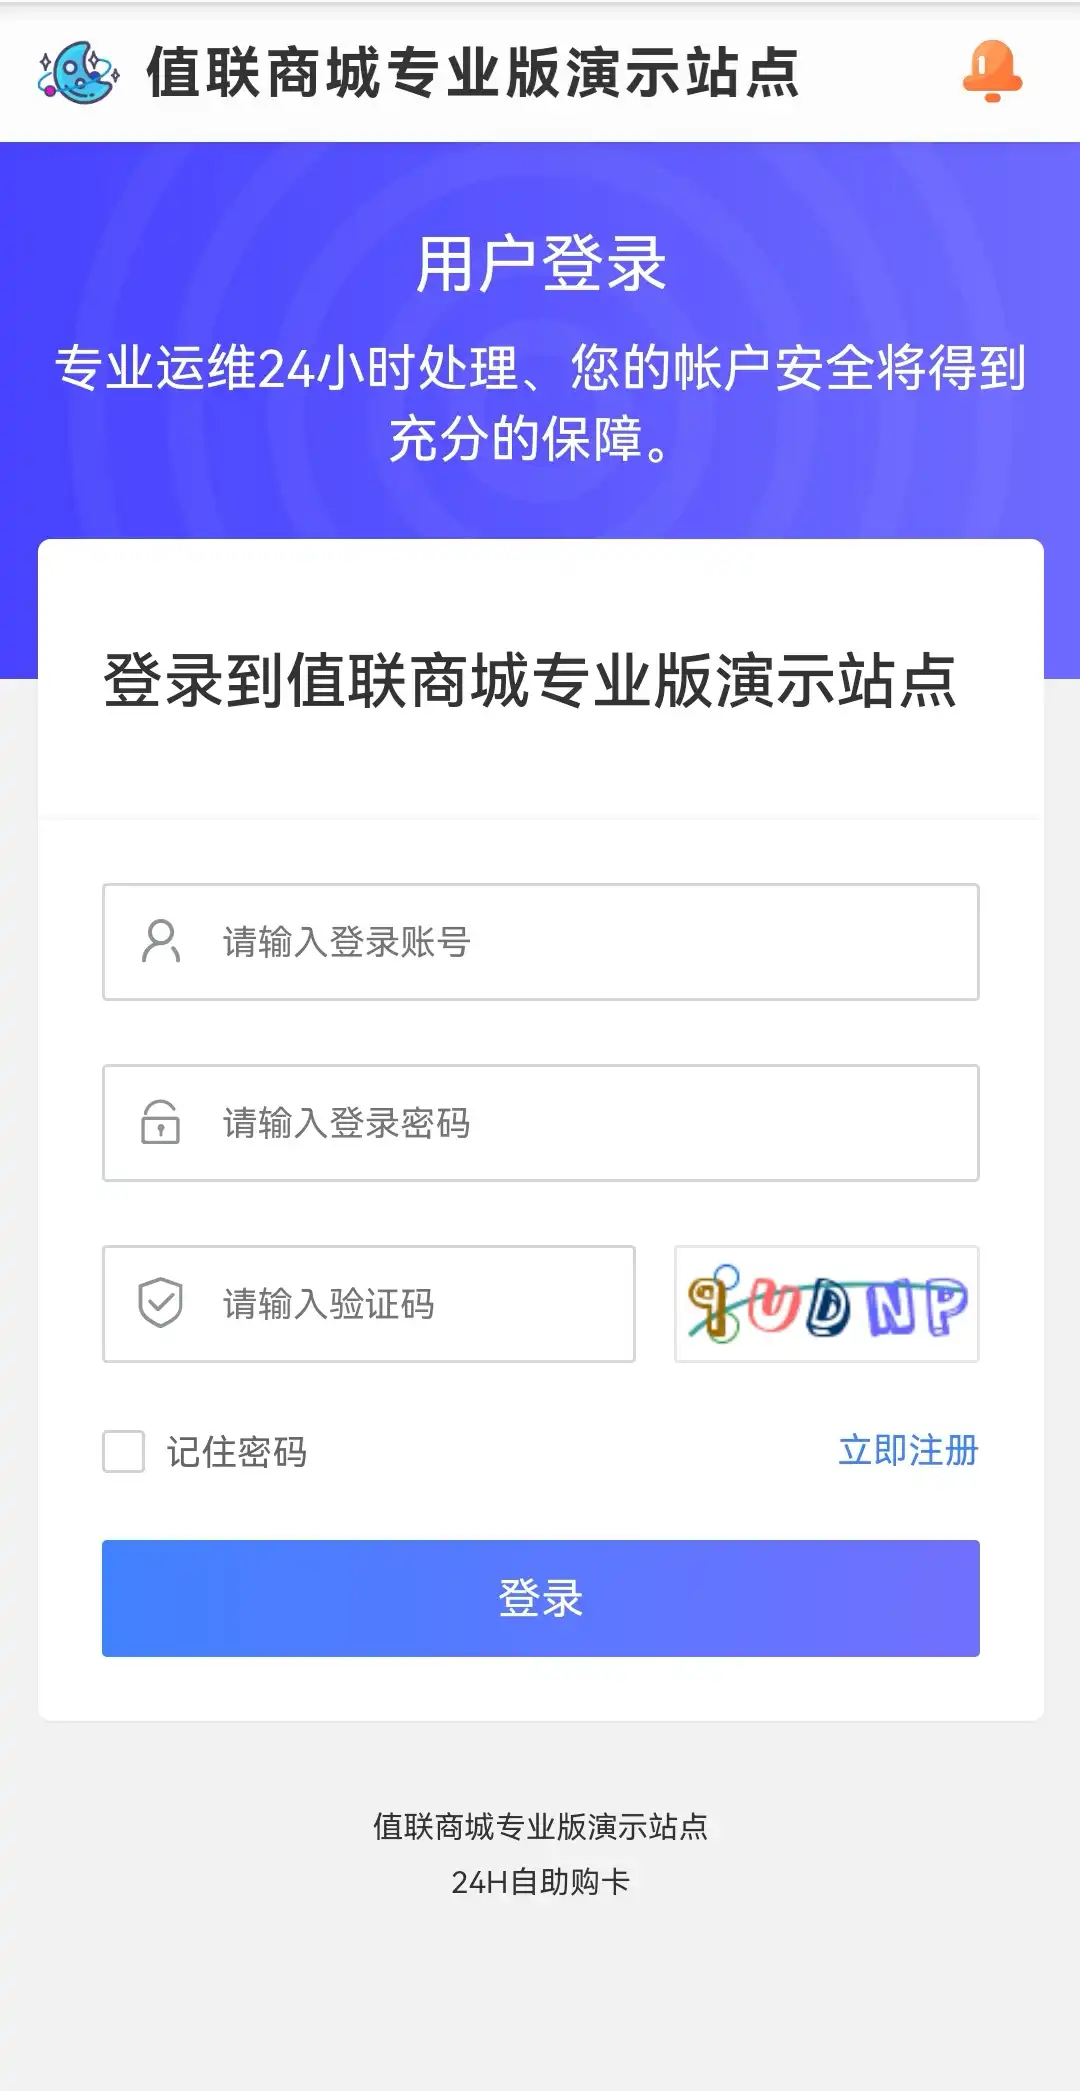 值联商城专业版演示站点
用户登录
专业运维24小时处理、您的帐户安全将得到
充分的保障。
登录到值联商城专业版演示站点
请输入登录账号
请输入登录密码
请输入验证码
qUDNP
记住密码
立即注册
登录
值联商城专业版演示站点
24H自助购卡